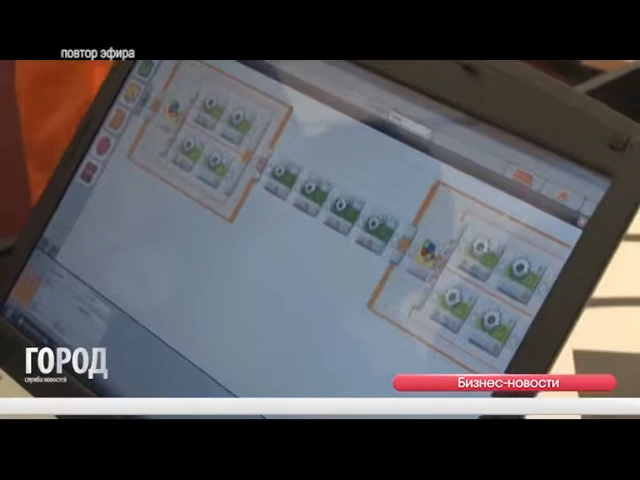 повтор эфира
ГОРОД
служба новостей
Бизнес-новости